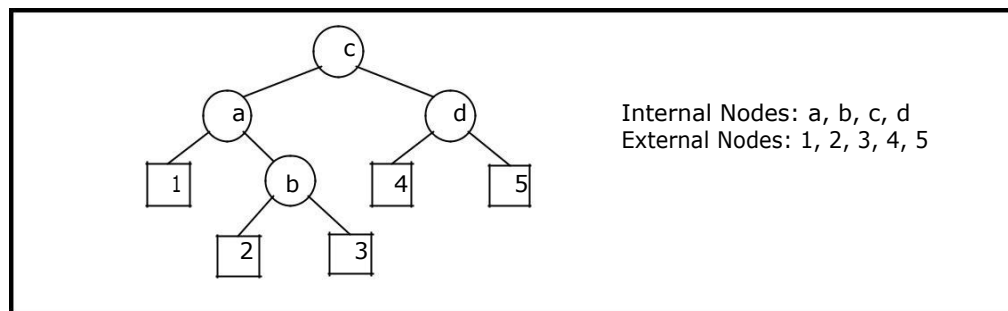 c
a
d
Internal Nodes: a, b, c, d
External Nodes: 1, 2, 3, 4, 5
1
b
4
5
2
3